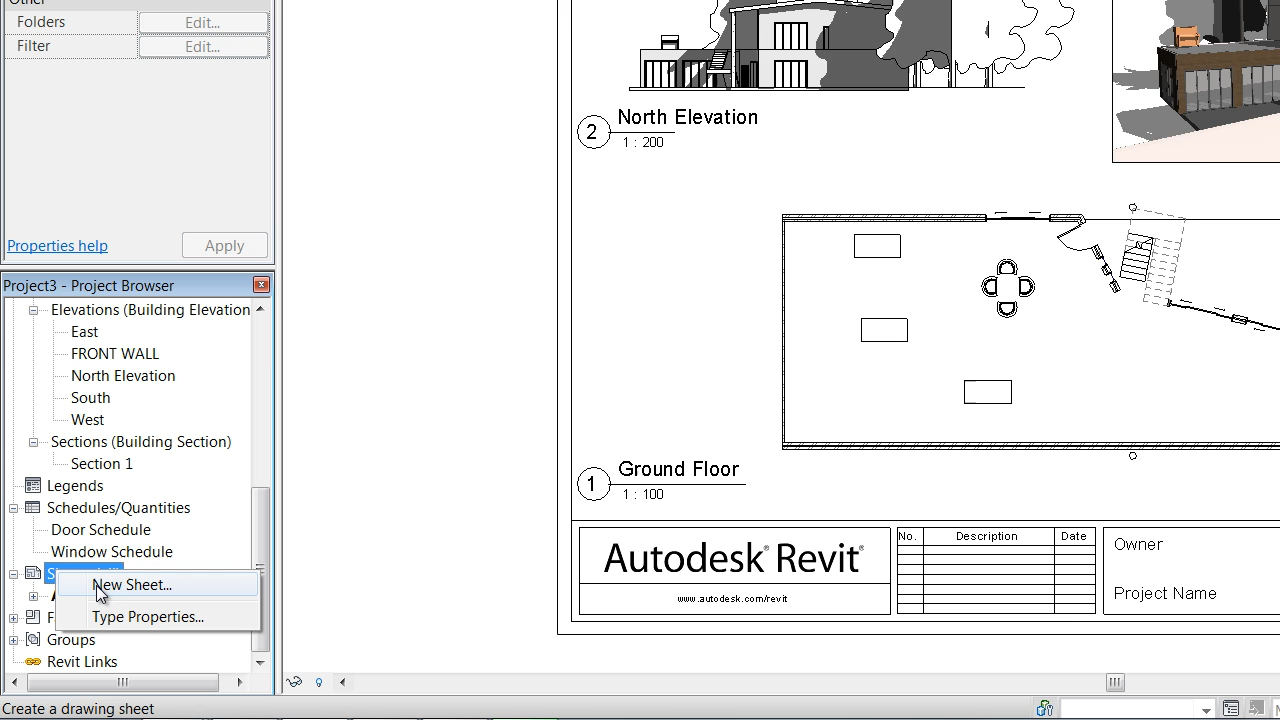 Other
Folders
Edit...
Filter
Edit...
Properties help
Apply
Project3 - Project Browser
Elevations (Building Elevation
East
FRONT WALL
North Elevation
South
West
Sections (Building Section)
Section 1
Legends
Schedules/Quantities
Door Schedule
Window Schedule
New Sheet...
Type Properties...
Groups
Revit Links
Create a drawing sheet
2
North Elevation
1 : 200
1
Ground Floor
1 : 100
Autodesk® Revit®
www.autodesk.com/revit
No.
Description
Date
Owner
Project Name